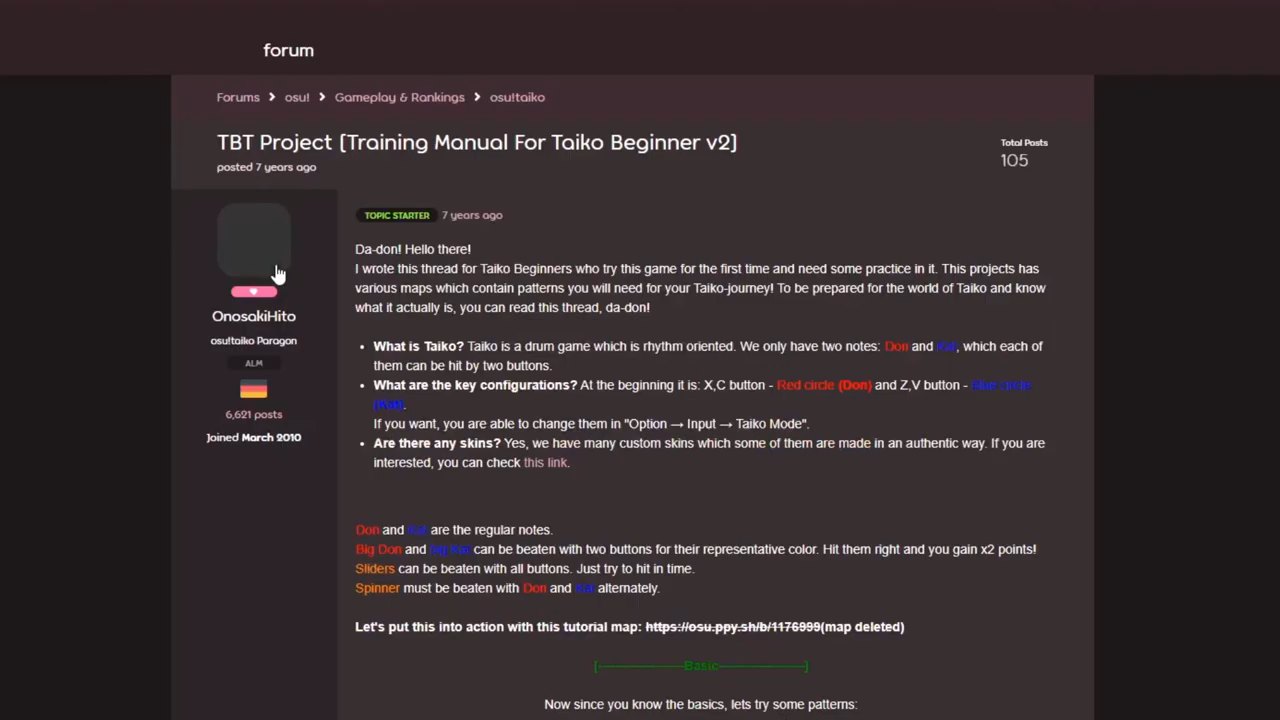 forum
Forums > osu! > Gameplay & Rankings > osu!taiko
TBT Project [Training Manual For Taiko Beginner v2]
posted 7 years ago
Total Posts
105
OnosakiHito
osu!taiko Paragon
ALM
6,621 posts
Joined March 2010
TOPIC STARTER 7 years ago
Da-don! Hello there!
I wrote this thread for Taiko Beginners who try this game for the first time and need some practice in it. This projects has
various maps which contain patterns you will need for your Taiko-journey! To be prepared for the world of Taiko and know
what it actually is, you can read this thread, da-don!
• What is Taiko? Taiko is a drum game which is rhythm oriented. We only have two notes: Don and Kat, which each of
them can be hit by two buttons.
• What are the key configurations? At the beginning it is: X,C button - Red circle (Don) and Z,V button - Blue circle
(Kat).
If you want, you are able to change them in "Option → Input → Taiko Mode".
• Are there any skins? Yes, we have many custom skins which some of them are made in an authentic way. If you are
interested, you can check this link.
Don and Kat are the regular notes.
Big Don and Big Kat can be beaten with two buttons for their representative color. Hit them right and you gain x2 points!
Sliders can be beaten with all buttons. Just try to hit in time.
Spinner must be beaten with Don and Kat alternately.
Let's put this into action with this tutorial map: https://osu.ppy.sh/b/1176999(map deleted)
[--------------------Basic--------------------]
Now since you know the basics, lets try some patterns: